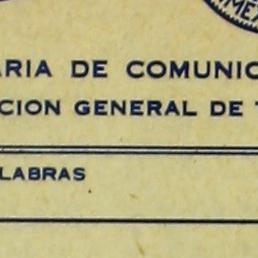 ARIA DE COMUNIC
CION GENERAL DE T
LABRAS